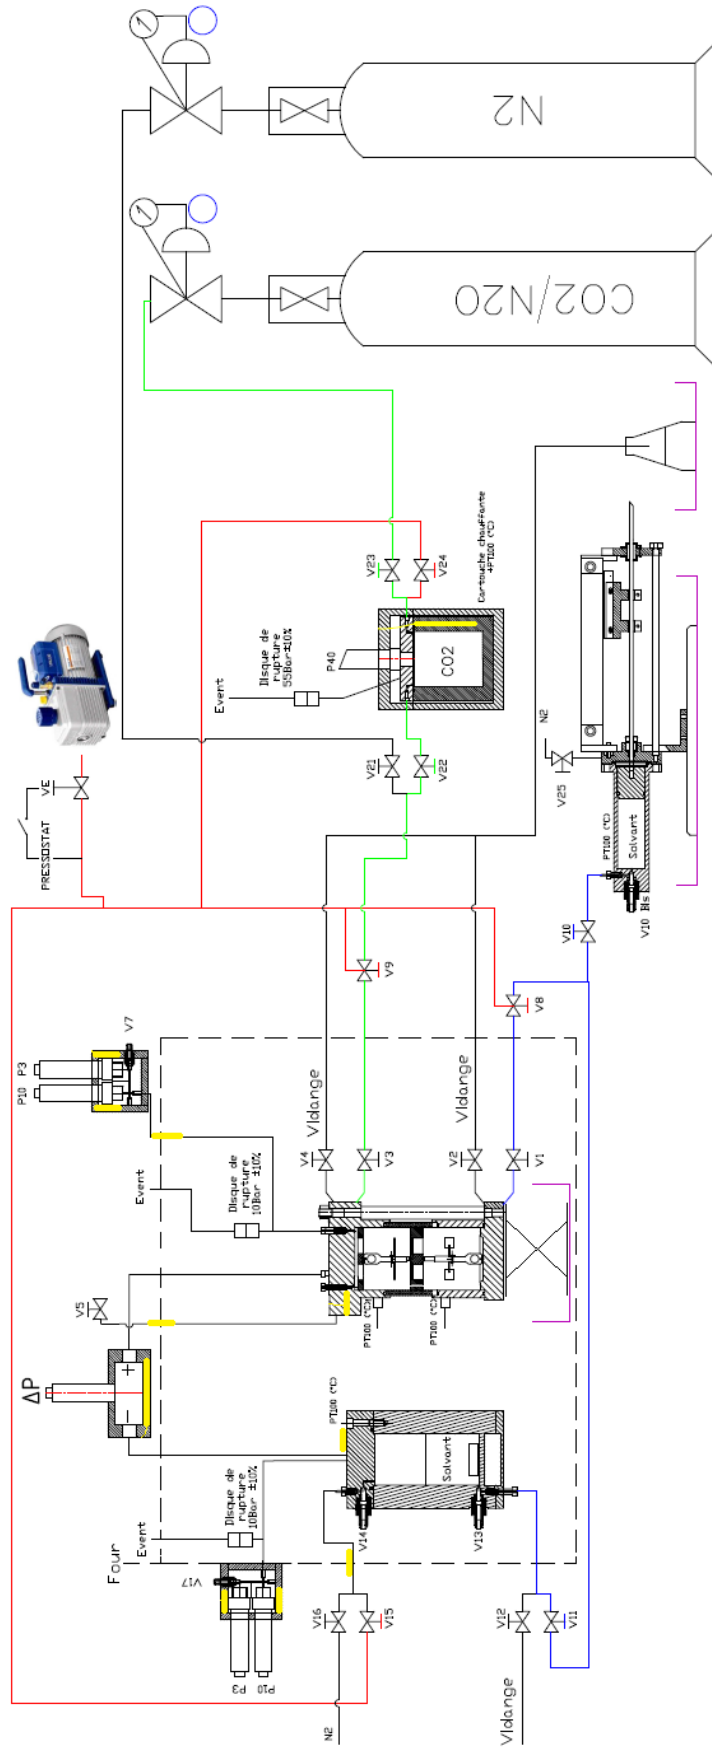 N2
CO2/N2O
V23
V24
Cartouche chauffante
+PT100 (°C)
Disque de
rupture
55Bar±10%
Event
P40
CO2
V21
V22
N2
V25
PT100 (°C)
Solvant
V10 Bis
V10
VE
PRESSOSTAT
V9
V8
V7
P3
P10
Vidange
Vidange
V4
V3
V2
V1
Event
Disque de
rupture
10Bar ±10%
PT100 (°C)
PT100 (°C)
V5
ΔP
+
-
PT100 (°C)
Solvant
V14
V13
Disque de
rupture
10Bar ±10%
Event
Four
V17
P3
P10
V16
V15
V12
V11
N2
Vidange